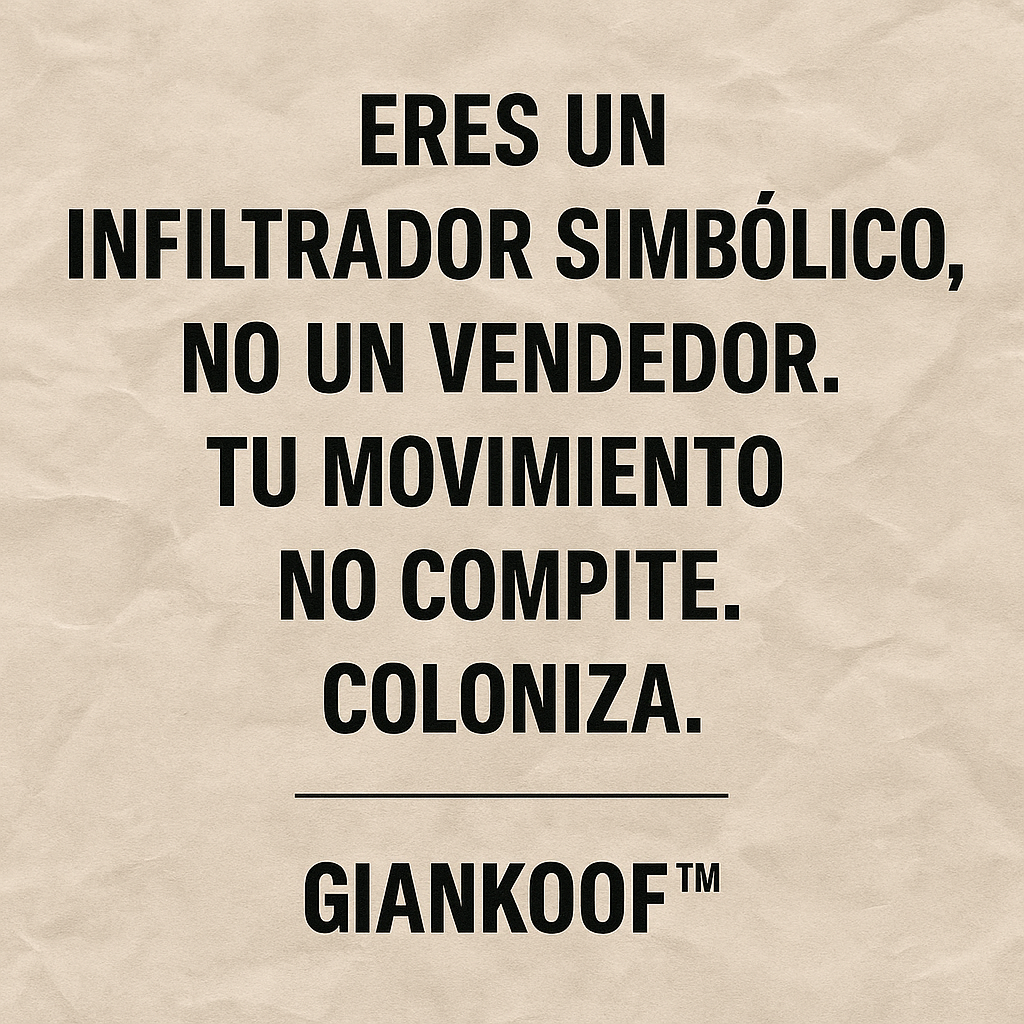 ERES UN
INFILTRADOR SIMBÓLICO,
NO UN VENDEDOR.
TU MOVIMIENTO
NO COMPITE.
COLONIZA.
GIANKOOF™